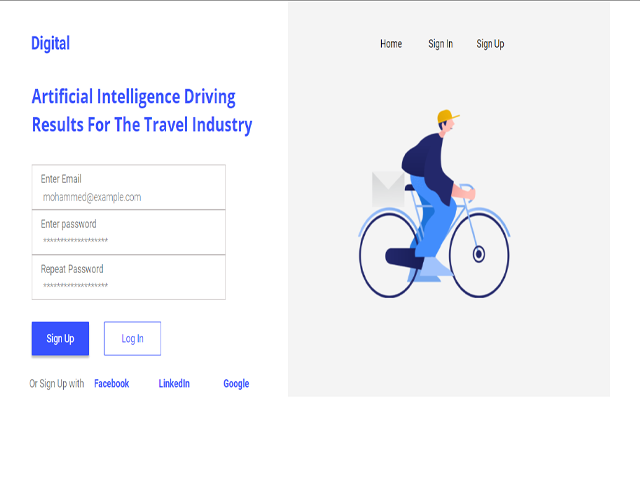 Digital
Home Sign In Sign Up
Artificial Intelligence Driving
Results For The Travel Industry
Enter Email
mohammed@example.com
Enter password
*******************
Repeat Password
*******************
Sign Up Log In
Or Sign Up with Facebook LinkedIn Google